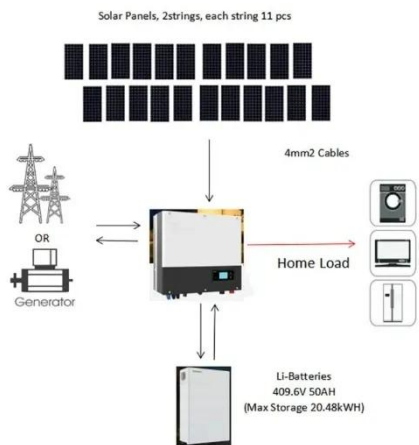 Solar Panels, 2strings, each string 11 pcs
4mm2 Cables
OR
Generator
Home Load
Li-Batteries
409.6V 50AH
(Max Storage 20.48kWH)